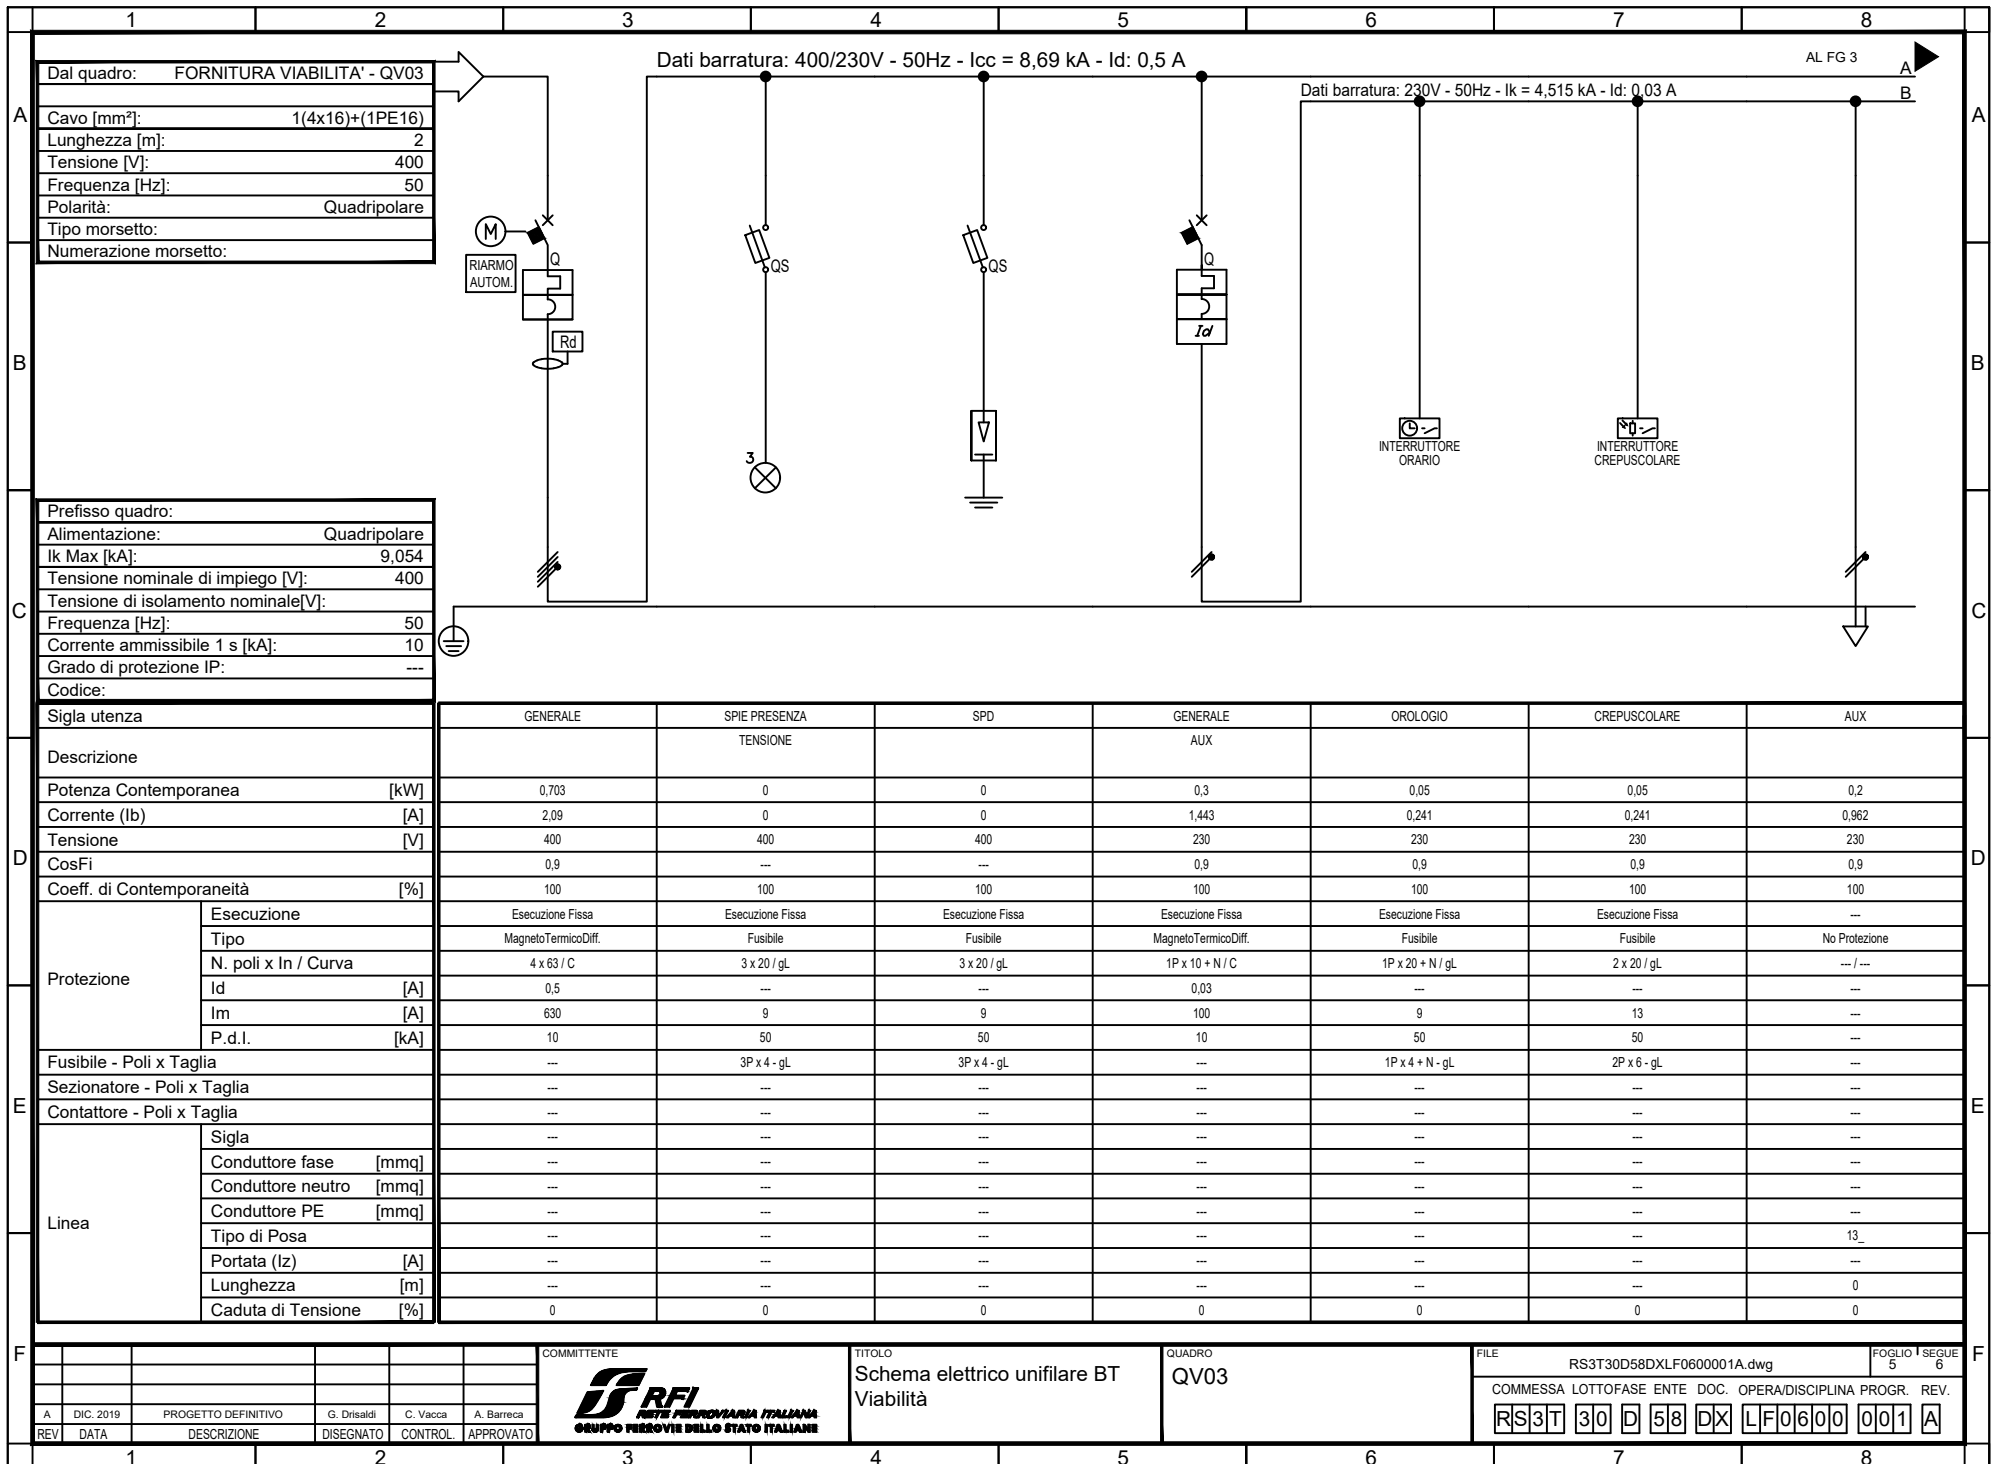 1 2 3 4 5 6 7 8
Dati barratura: 400/230V - 50Hz - Icc = 8,69 kA - Id: 0,5 A
AL FG 3
A
Dati barratura: 230V - 50Hz - Ik = 4,515 kA - Id: 0,03 A
B
Dal quadro: FORNITURA VIABILITA' - QV03
Cavo [mm²]: 1(4x16)+(1PE16)
Lunghezza [m]: 2
Tensione [V]: 400
Frequenza [Hz]: 50
Polarità: Quadripolare
Tipo morsetto:
Numerazione morsetto:
A A
M
RIARMO
AUTOM.
Q
Rd
QS
3
QS
Q
Id
INTERRUTTORE
ORARIO
INTERRUTTORE
CREPUSCOLARE
B B
Prefisso quadro:
Alimentazione: Quadripolare
Ik Max [kA]: 9,054
Tensione nominale di impiego [V]: 400
Tensione di isolamento nominale[V]:
Frequenza [Hz]: 50
Corrente ammissibile 1 s [kA]: 10
Grado di protezione IP: ---
Codice:
C C
Sigla utenza GENERALE SPIE PRESENZA SPD GENERALE OROLOGIO CREPUSCOLARE AUX
Descrizione TENSIONE AUX
Potenza Contemporanea [kW] 0,703 0 0 0,3 0,05 0,05 0,2
Corrente (Ib) [A] 2,09 0 0 1,443 0,241 0,241 0,962
Tensione [V] 400 400 400 230 230 230 230
CosFi 0,9 --- --- 0,9 0,9 0,9 0,9
Coeff. di Contemporaneità [%] 100 100 100 100 100 100 100
D D
Protezione
Esecuzione Esecuzione Fissa Esecuzione Fissa Esecuzione Fissa Esecuzione Fissa Esecuzione Fissa Esecuzione Fissa ---
Tipo MagnetoTermicoDiff. Fusibile Fusibile MagnetoTermicoDiff. Fusibile Fusibile No Protezione
N. poli x In / Curva 4 x 63 / C 3 x 20 / gL 3 x 20 / gL 1P x 10 + N / C 1P x 20 + N / gL 2 x 20 / gL --- / ---
Id [A] 0,5 --- --- 0,03 --- --- ---
Im [A] 630 9 9 100 9 13 ---
P.d.I. [kA] 10 50 50 10 50 50 ---
Fusibile - Poli x Taglia --- 3P x 4 - gL 3P x 4 - gL --- 1P x 4 + N - gL 2P x 6 - gL ---
Sezionatore - Poli x Taglia --- --- --- --- --- --- ---
Contattore - Poli x Taglia --- --- --- --- --- --- ---
E E
Linea
Sigla --- --- --- --- --- --- ---
Conduttore fase [mmq] --- --- --- --- --- --- ---
Conduttore neutro [mmq] --- --- --- --- --- --- ---
Conduttore PE [mmq] --- --- --- --- --- --- ---
Tipo di Posa --- --- --- --- --- --- 13_
Portata (Iz) [A] --- --- --- --- --- --- ---
Lunghezza [m] --- --- --- --- --- --- 0
Caduta di Tensione [%] 0 0 0 0 0 0 0
F F
A DIC. 2019 PROGETTO DEFINITIVO G. Drisaldi C. Vacca A. Barreca
REV DATA DESCRIZIONE DISEGNATO CONTROL. APPROVATO
COMMITTENTE
RFI
RETE FERROVIARIA ITALIANA
GRUPPO FERROVIE DELLO STATO ITALIANE
TITOLO
Schema elettrico unifilare BT
Viabilità
QUADRO
QV03
FILE
RS3T30D58DXLF0600001A.dwg
FOGLIO SEGUE
5 6
COMMESSA LOTTO FASE ENTE DOC. OPERA/DISCIPLINA PROGR. REV.
RS3T 30 D 58 DX LF0600 001 A
1 2 3 4 5 6 7 8